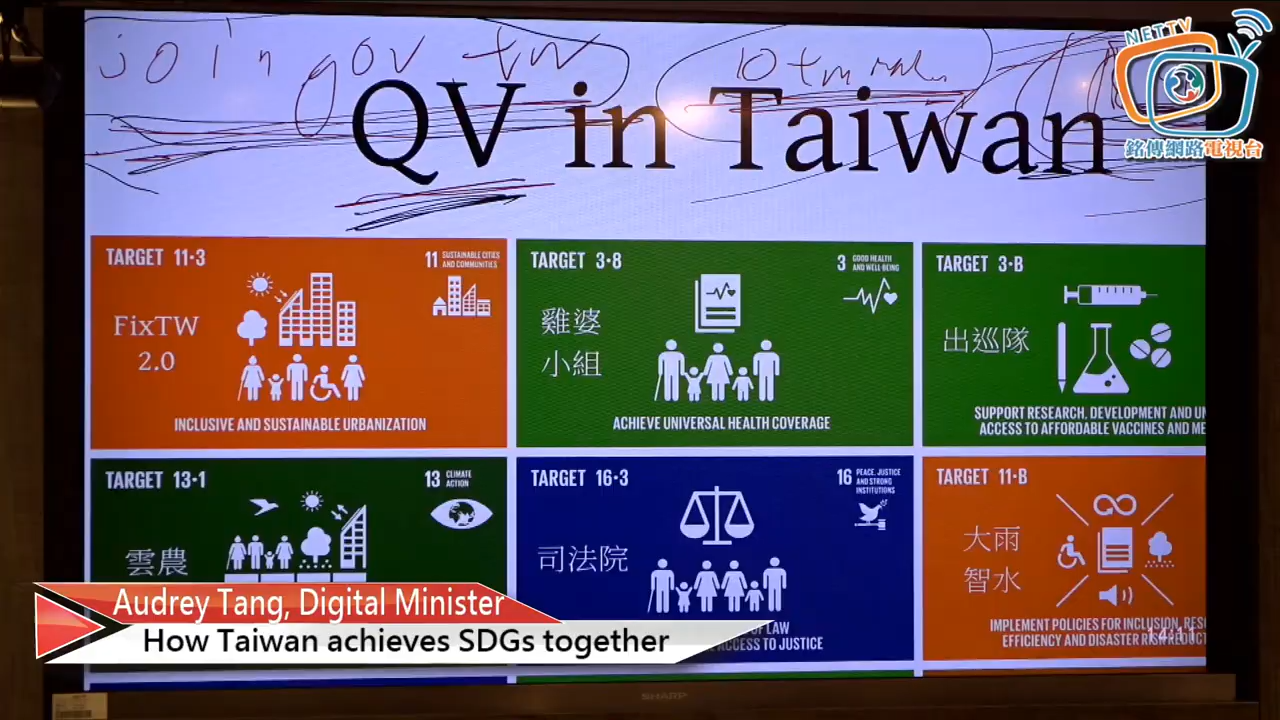 join gov tw
NETTV
銘傳網路電視台
QV in Taiwan
TARGET 11·3
11 SUSTAINABLE CITIES
AND COMMUNITIES
FixTW
2.0
INCLUSIVE AND SUSTAINABLE URBANIZATION
TARGET 3·8
3 GOOD HEALTH
AND WELL-BEING
雞婆
小組
ACHIEVE UNIVERSAL HEALTH COVERAGE
TARGET 3·B
出巡隊
SUPPORT RESEARCH, DEVELOPMENT AND UN
ACCESS TO AFFORDABLE VACCINES AND ME
TARGET 13·1
13 CLIMATE
ACTION
雲農
TARGET 16·3
16 PEACE, JUSTICE
AND STRONG
INSTITUTIONS
司法院
OF LAW
ACCESS TO JUSTICE
TARGET 11·B
大雨
智水
IMPLEMENT POLICIES FOR INCLUSION, RES
EFFICIENCY AND DISASTER RISK REDUCT
14:11
Audrey Tang, Digital Minister
How Taiwan achieves SDGs together
SHARP